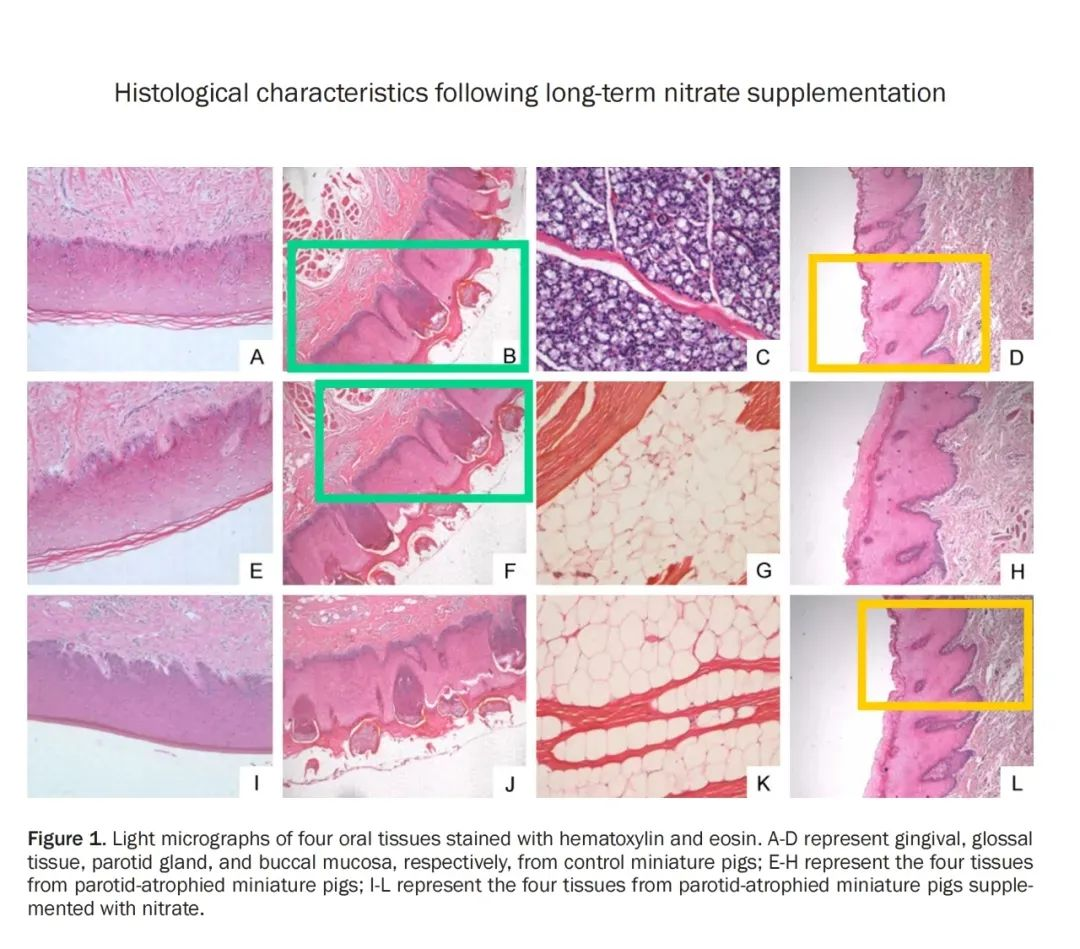 Histological characteristics following long-term nitrate supplementation
A
B
C
D
E
F
G
H
I
J
K
L
Figure 1. Light micrographs of four oral tissues stained with hematoxylin and eosin. A-D represent gingival, glossal
tissue, parotid gland, and buccal mucosa, respectively, from control miniature pigs; E-H represent the four tissues
from parotid-atrophied miniature pigs; I-L represent the four tissues from parotid-atrophied miniature pigs supple-
mented with nitrate.